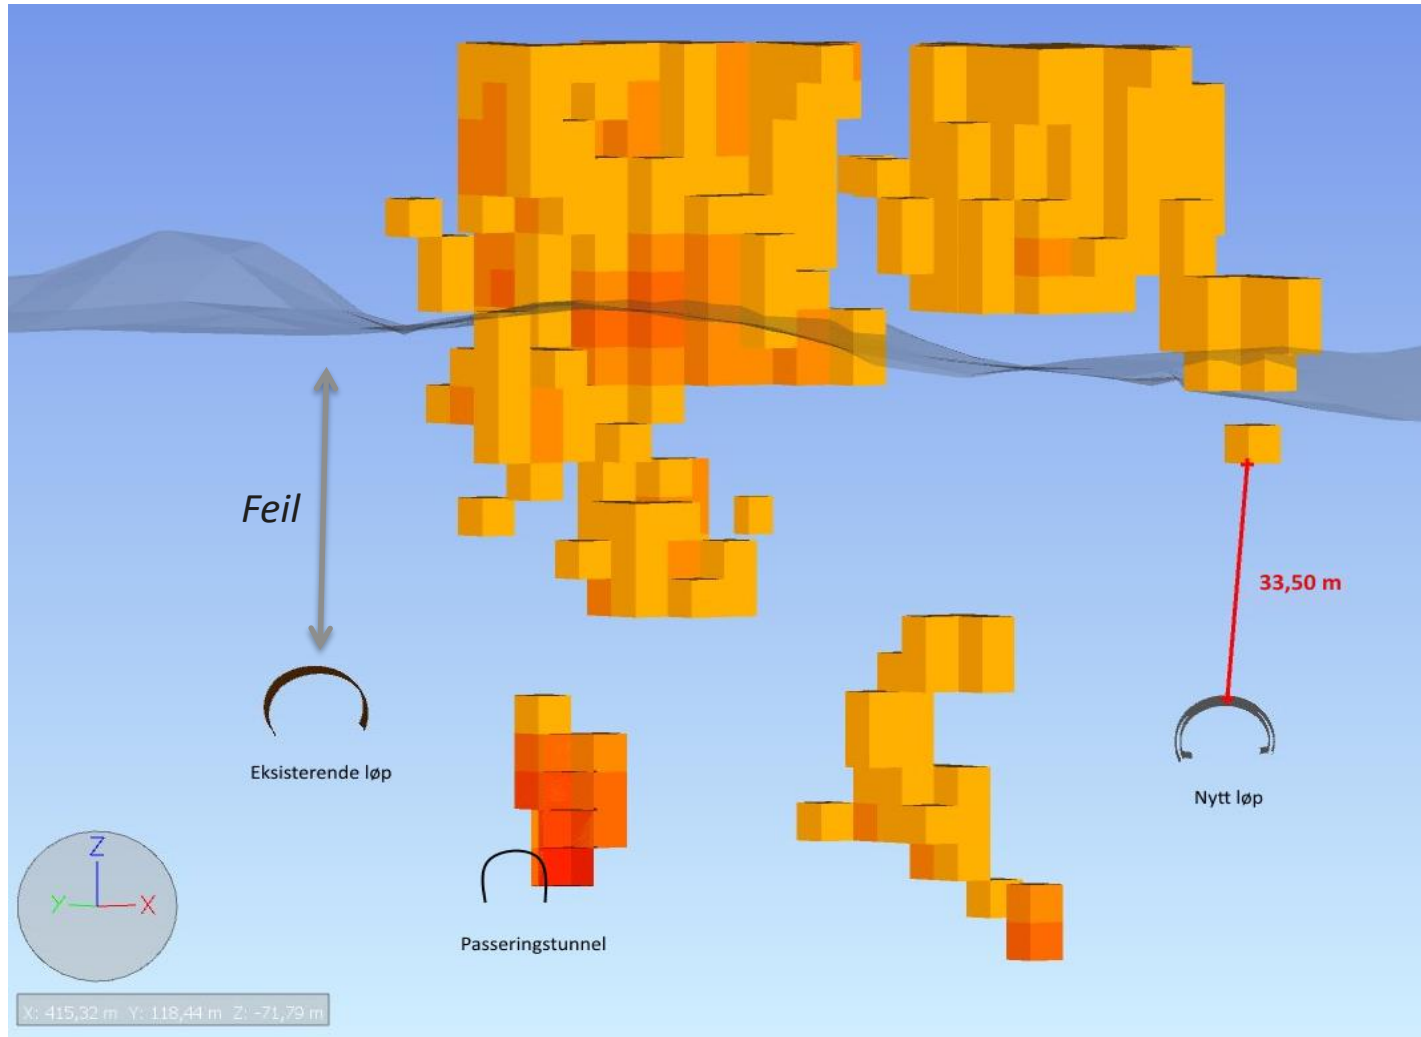 Feil
33,50 m
Eksisterende løp
Nytt løp
Passeringstunnel
Z
Y
X
X: 415,32 m Y: 118,44 m Z: -71,79 m